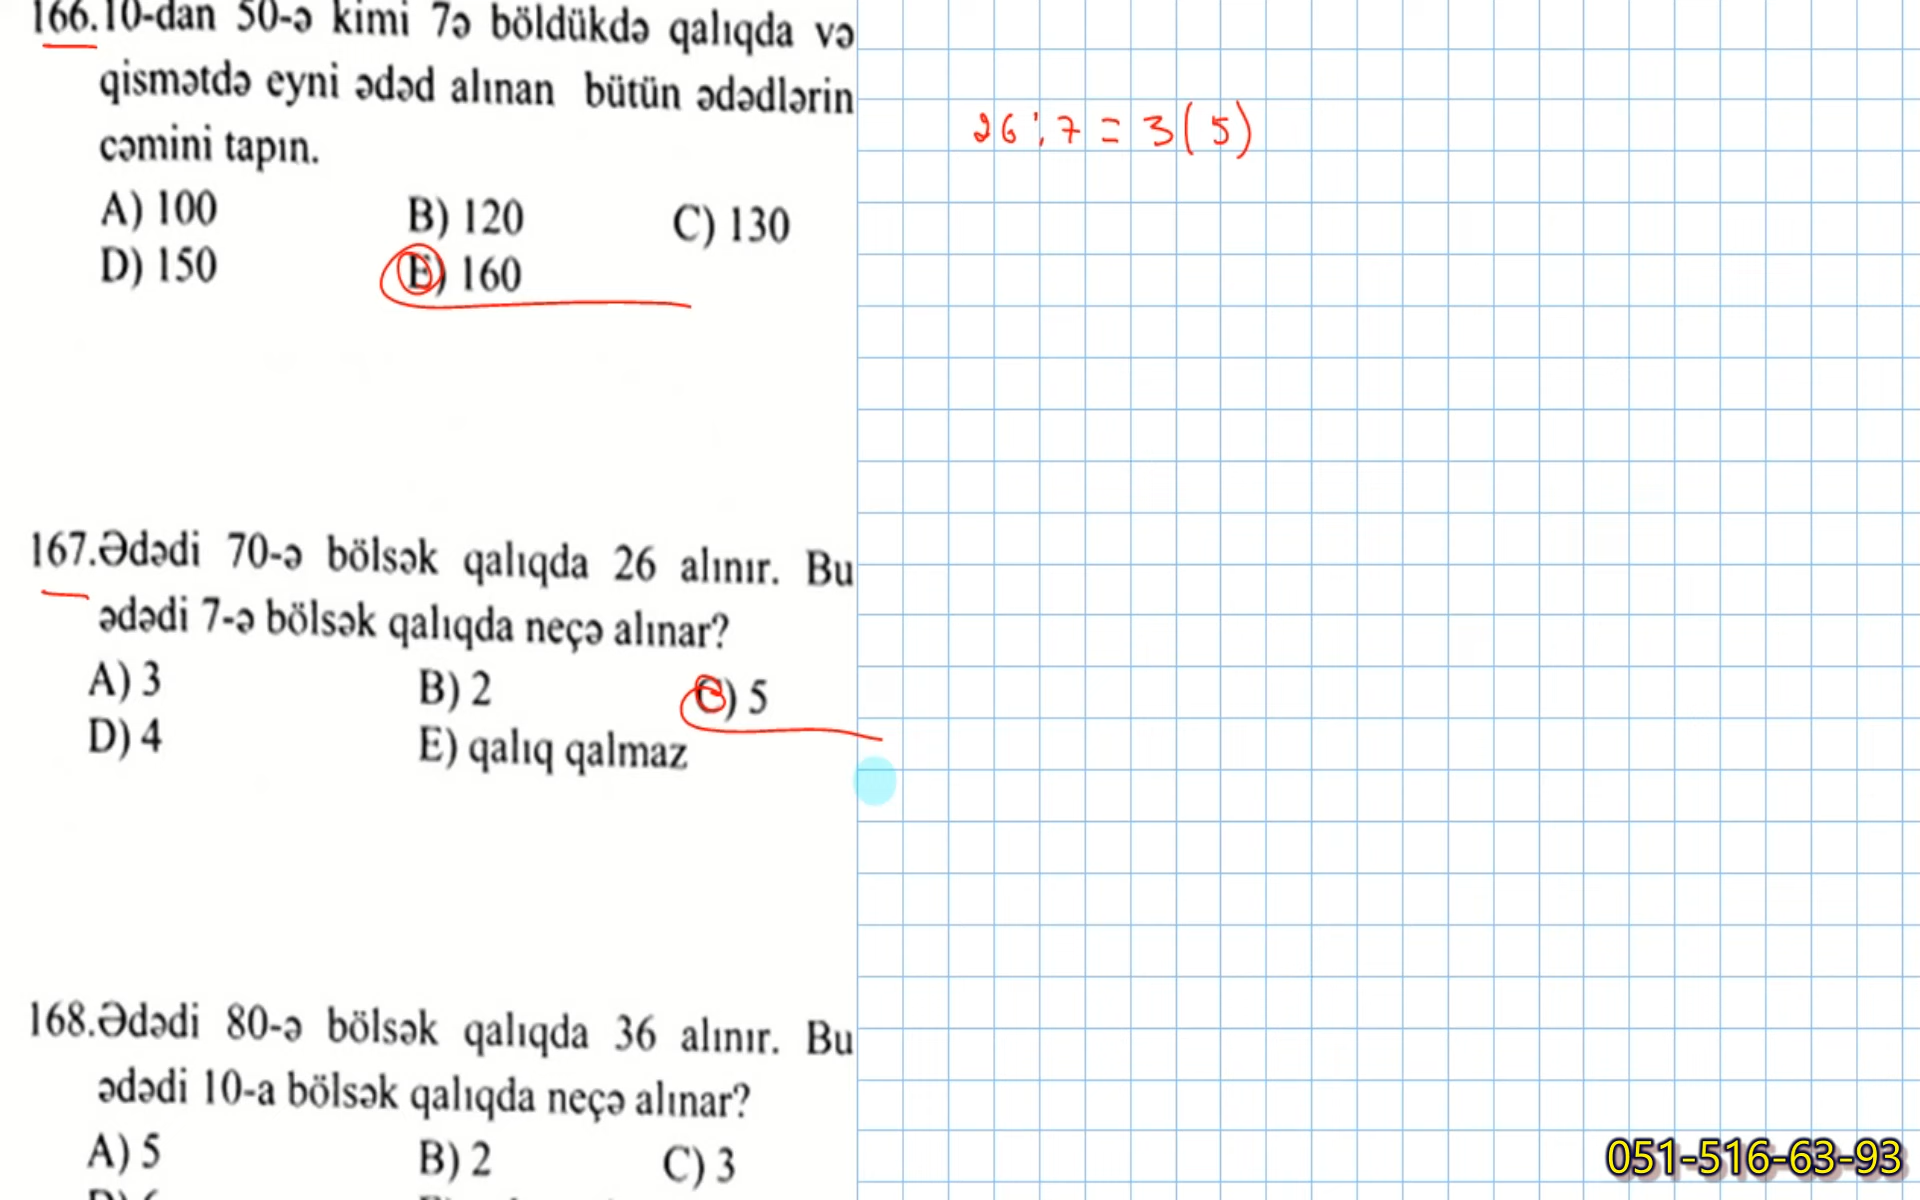 166.10-dan 50-ə kimi 7ə böldükdə qalıqda və
qismətdə eyni ədəd alınan bütün ədədlərin
cəmini tapın.
A) 100 B) 120 C) 130
D) 150 E) 160
26:7=3(5)
167.Ədədi 70-ə bölsək qalıqda 26 alınır. Bu
ədədi 7-ə bölsək qalıqda neçə alınar?
A) 3 B) 2 C) 5
D) 4 E) qalıq qalmaz
168.Ədədi 80-ə bölsək qalıqda 36 alınır. Bu
ədədi 10-a bölsək qalıqda neçə alınar?
A) 5 B) 2 C) 3
051-516-63-93